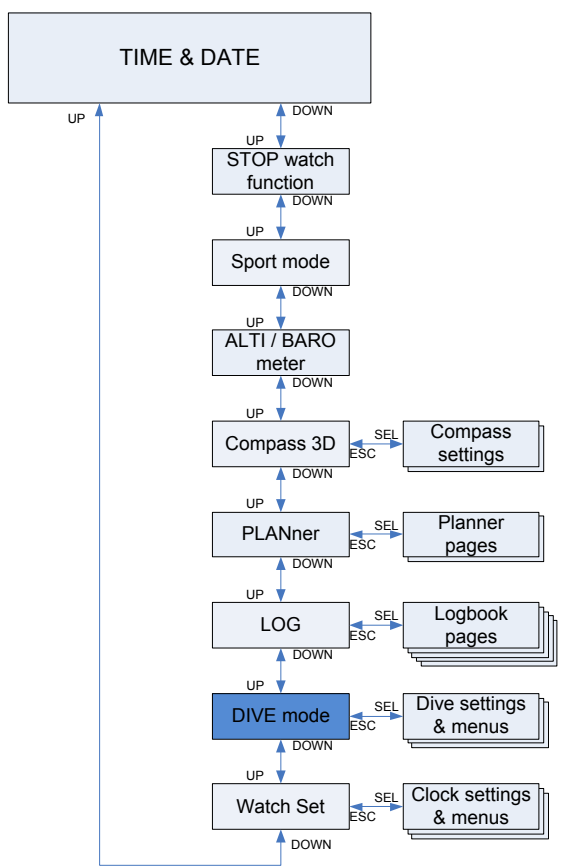 TIME & DATE
UP
DOWN
UP
STOP watch
function
DOWN
UP
Sport mode
DOWN
UP
ALTI / BARO
meter
DOWN
UP
Compass 3D
SEL
ESC
Compass
settings
DOWN
UP
PLANner
SEL
ESC
Planner
pages
DOWN
UP
LOG
SEL
ESC
Logbook
pages
DOWN
UP
DIVE mode
SEL
ESC
Dive settings
& menus
DOWN
UP
Watch Set
SEL
ESC
Clock settings
& menus
DOWN